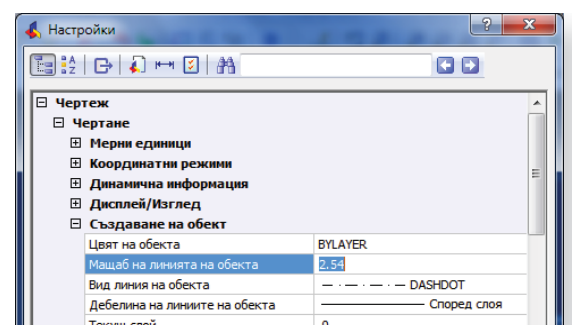 Настройки
Чертеж
Чертане
Мерни единици
Координатни режими
Динамична информация
Дисплей/Изглед
Създаване на обект
Цвят на обекта BYLAYER
Мащаб на линията на обекта 2.54
Вид линия на обекта DASHDOT
Дебелина на линиите на обекта Според слоя